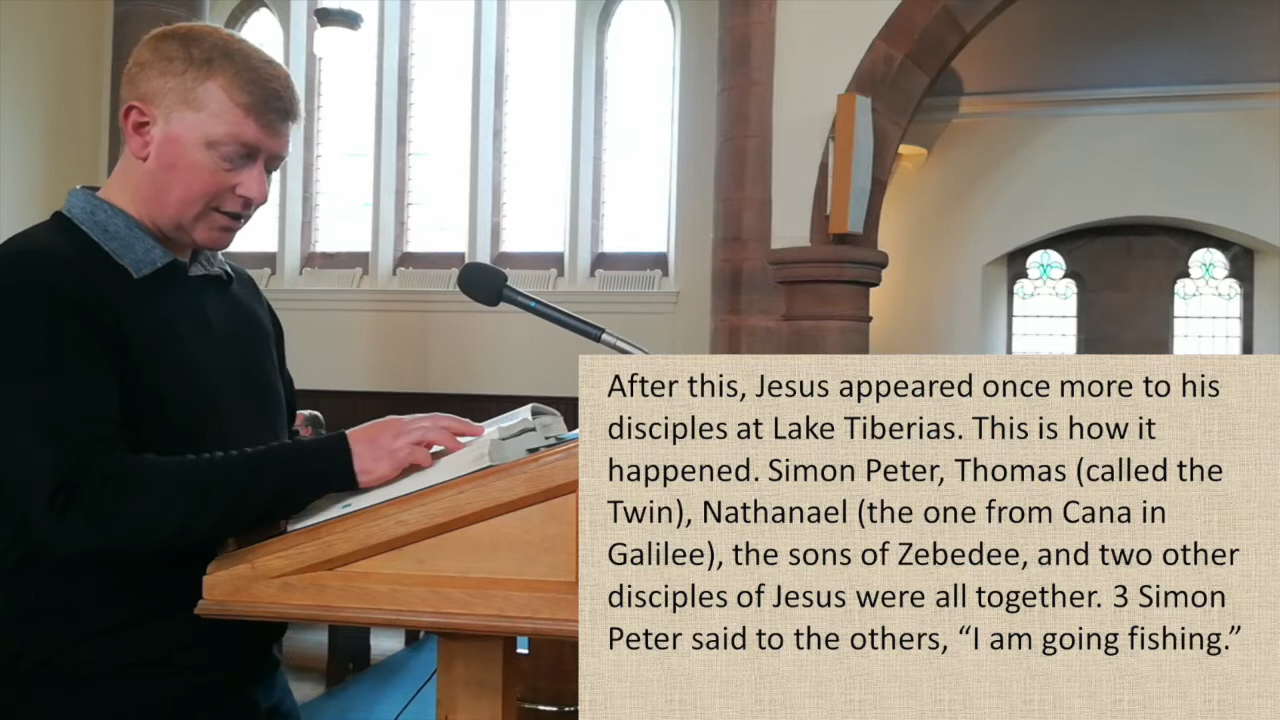 After this, Jesus appeared once more to his
disciples at Lake Tiberias. This is how it
happened. Simon Peter, Thomas (called the
Twin), Nathanael (the one from Cana in
Galilee), the sons of Zebedee, and two other
disciples of Jesus were all together. 3 Simon
Peter said to the others, “I am going fishing.”